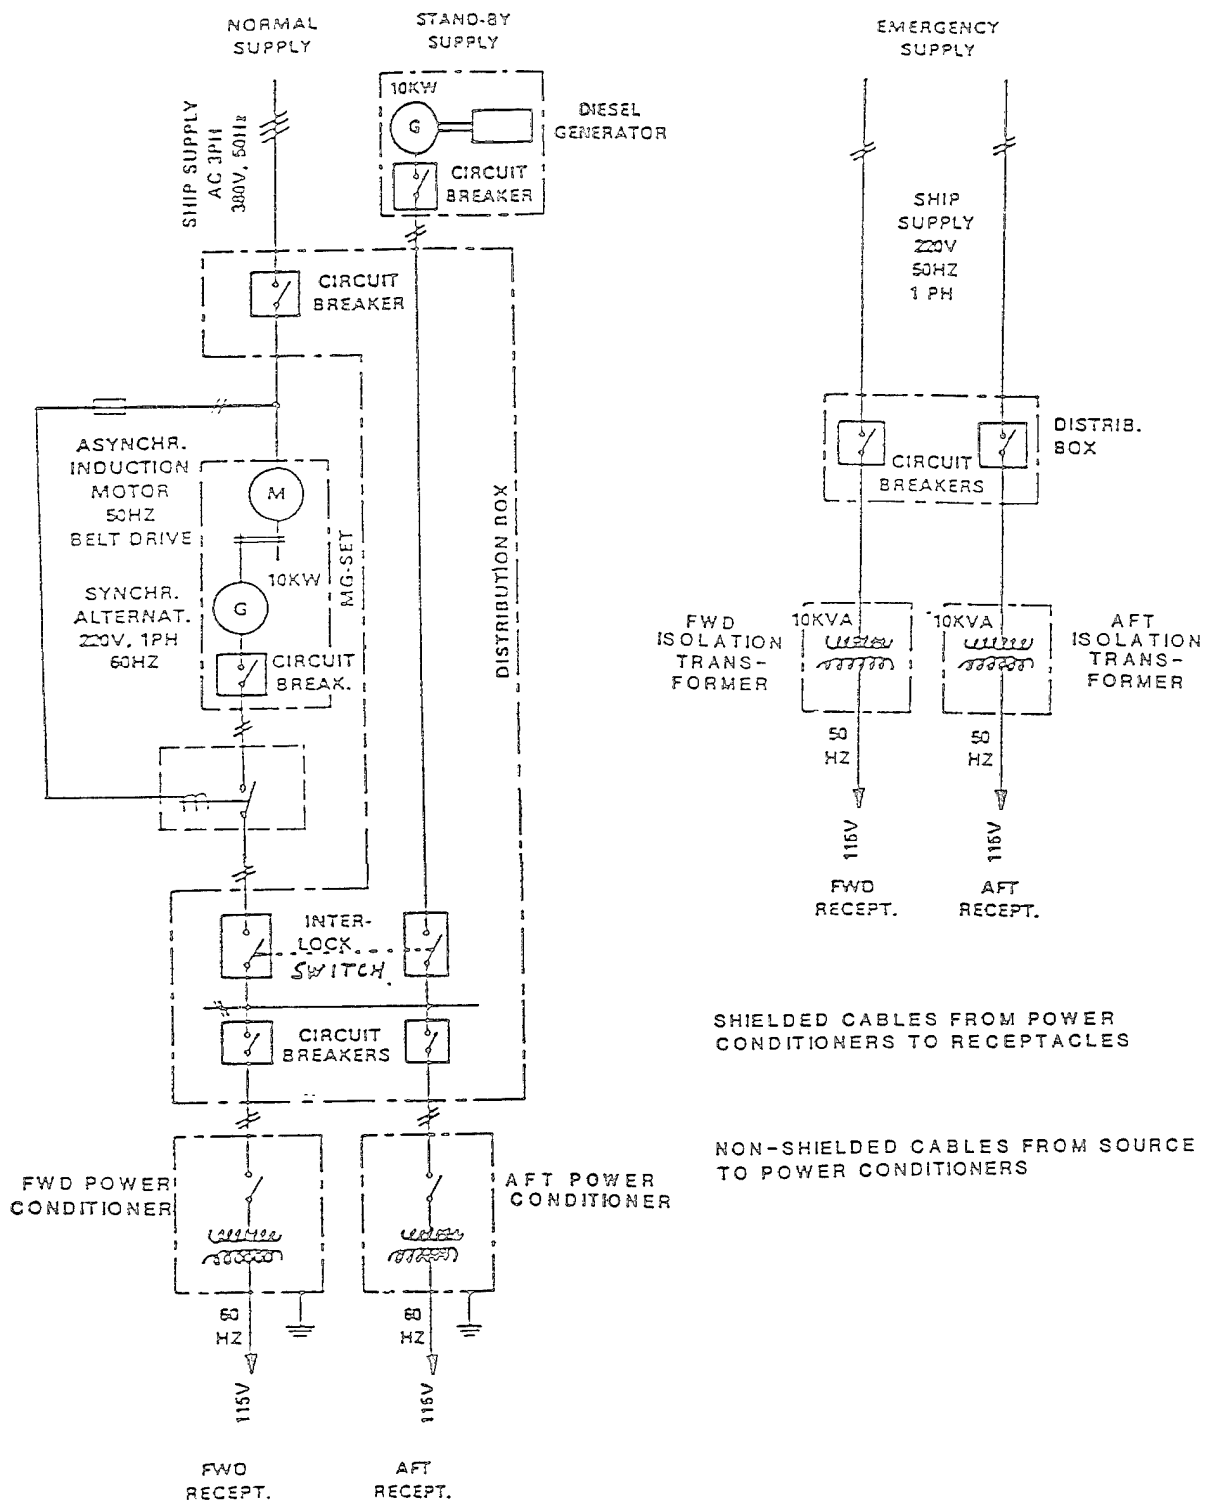 NORMAL
SUPPLY
STAND-BY
SUPPLY
EMERGENCY
SUPPLY
SHIP SUPPLY
AC 3PH
380V, 50Hz
10KW
G
DIESEL
GENERATOR
CIRCUIT
BREAKER
SHIP
SUPPLY
220V
50HZ
1 PH
CIRCUIT
BREAKER
ASYNCHR.
INDUCTION
MOTOR
50HZ
BELT DRIVE
M
10KW
MG-SET
SYNCHR.
ALTERNAT.
220V, 1PH
60HZ
G
CIRCUIT
BREAK.
DISTRIBUTION BOX
DISTRIB.
BOX
CIRCUIT
BREAKERS
FWD
ISOLATION
TRANS-
FORMER
10KVA
10KVA
AFT
ISOLATION
TRANS-
FORMER
50
HZ
50
HZ
115V
115V
FWD
RECEPT.
AFT
RECEPT.
INTER-
LOCK
SWITCH
CIRCUIT
BREAKERS
SHIELDED CABLES FROM POWER
CONDITIONERS TO RECEPTACLES
NON-SHIELDED CABLES FROM SOURCE
TO POWER CONDITIONERS
FWD POWER
CONDITIONER
AFT POWER
CONDITIONER
60
HZ
60
HZ
115V
115V
FWD
RECEPT.
AFT
RECEPT.